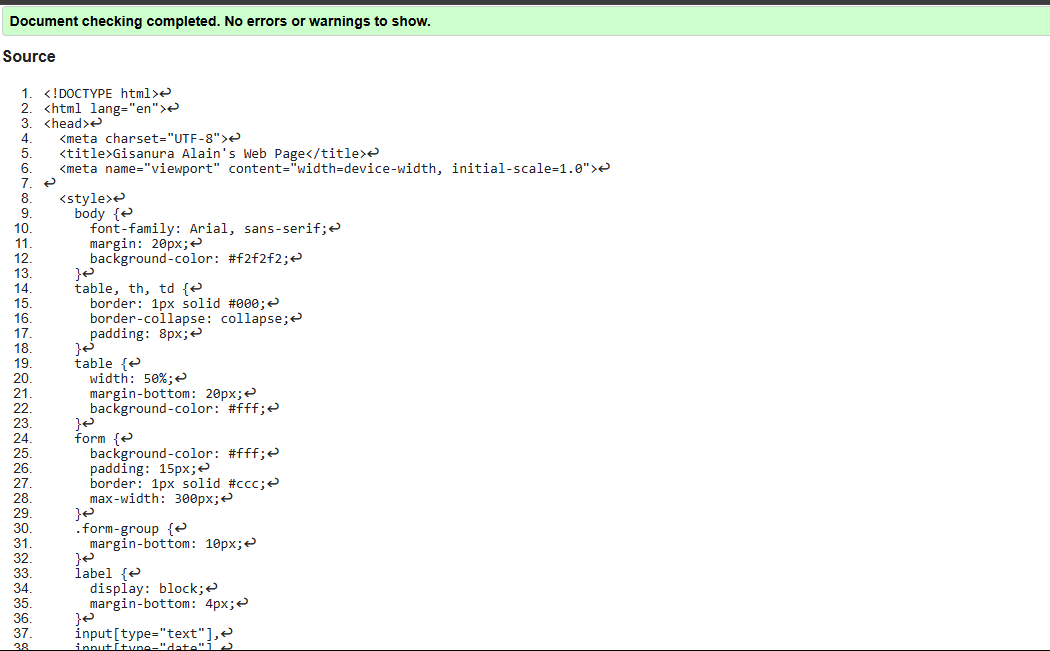 Document checking completed. No errors or warnings to show.
Source
1. <!DOCTYPE html>↩
2. <html lang="en">↩
3. <head>↩
4.   <meta charset="UTF-8">↩
5.   <title>Gisanura Alain's Web Page</title>↩
6.   <meta name="viewport" content="width=device-width, initial-scale=1.0">↩
7. ↩
8.   <style>↩
9.     body {↩
10.       font-family: Arial, sans-serif;↩
11.       margin: 20px;↩
12.       background-color: #f2f2f2;↩
13.     }↩
14.     table, th, td {↩
15.       border: 1px solid #000;↩
16.       border-collapse: collapse;↩
17.       padding: 8px;↩
18.     }↩
19.     table {↩
20.       width: 50%;↩
21.       margin-bottom: 20px;↩
22.       background-color: #fff;↩
23.     }↩
24.     form {↩
25.       background-color: #fff;↩
26.       padding: 15px;↩
27.       border: 1px solid #ccc;↩
28.       max-width: 300px;↩
29.     }↩
30.     .form-group {↩
31.       margin-bottom: 10px;↩
32.     }↩
33.     label {↩
34.       display: block;↩
35.       margin-bottom: 4px;↩
36.     }↩
37.     input[type="text"],↩
38.     input[type="date"],↩